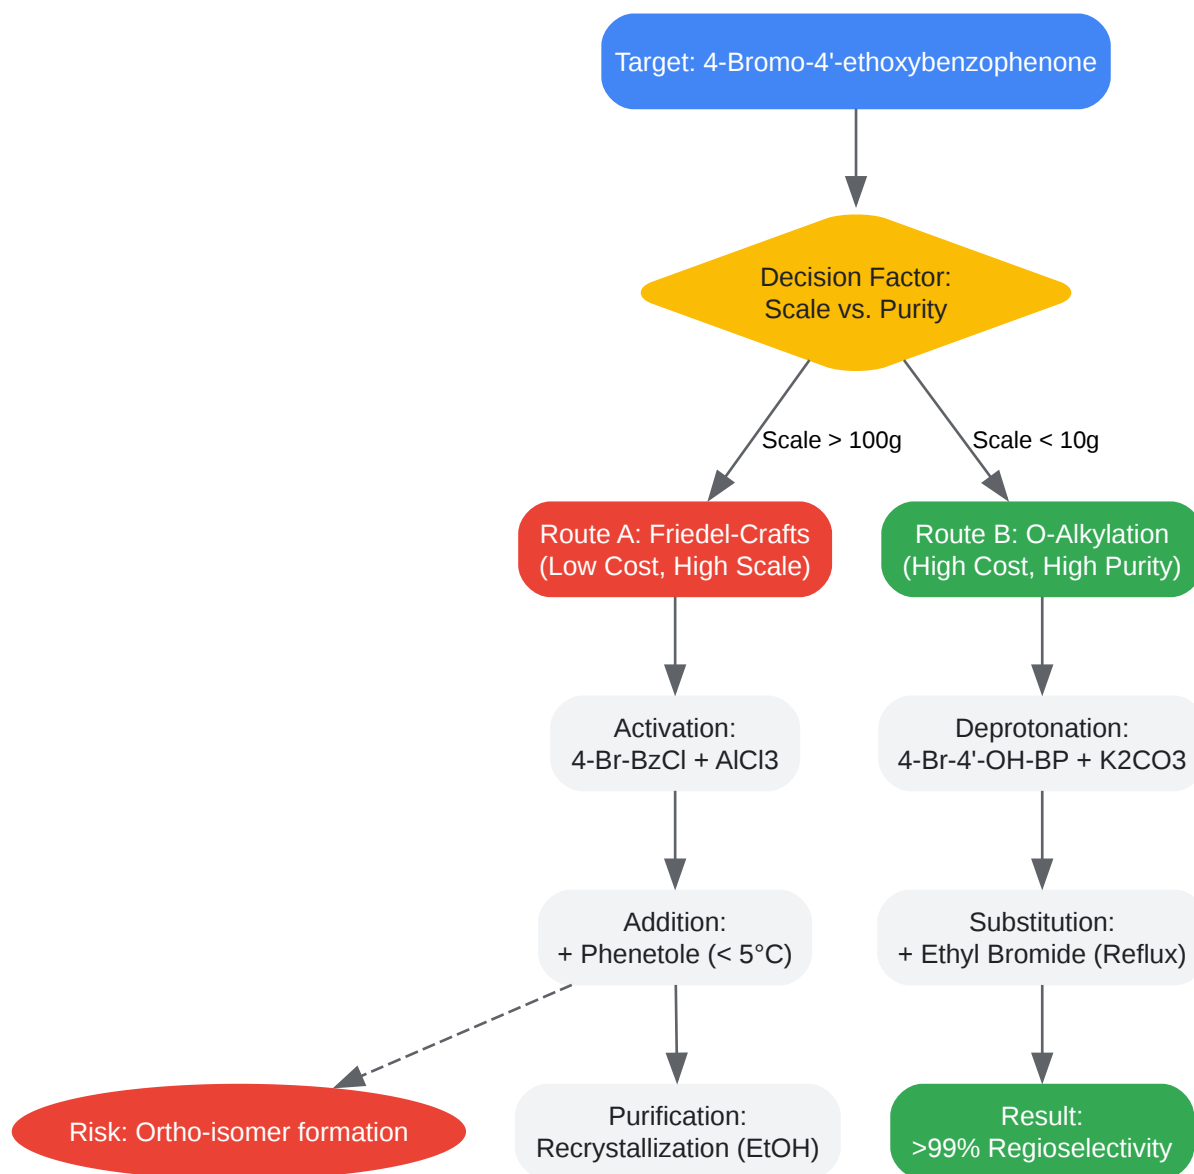 Target: 4-Bromo-4'-ethoxybenzophenone
Decision Factor:
Scale vs. Purity
Scale > 100g
Scale < 10g
Route A: Friedel-Crafts
(Low Cost, High Scale)
Route B: O-Alkylation
(High Cost, High Purity)
Activation:
4-Br-BzCl + AlCl3
Deprotonation:
4-Br-4'-OH-BP + K2CO3
Addition:
+ Phenetole (< 5°C)
Substitution:
+ Ethyl Bromide (Reflux)
Risk: Ortho-isomer formation
Purification:
Recrystallization (EtOH)
Result:
>99% Regioselectivity